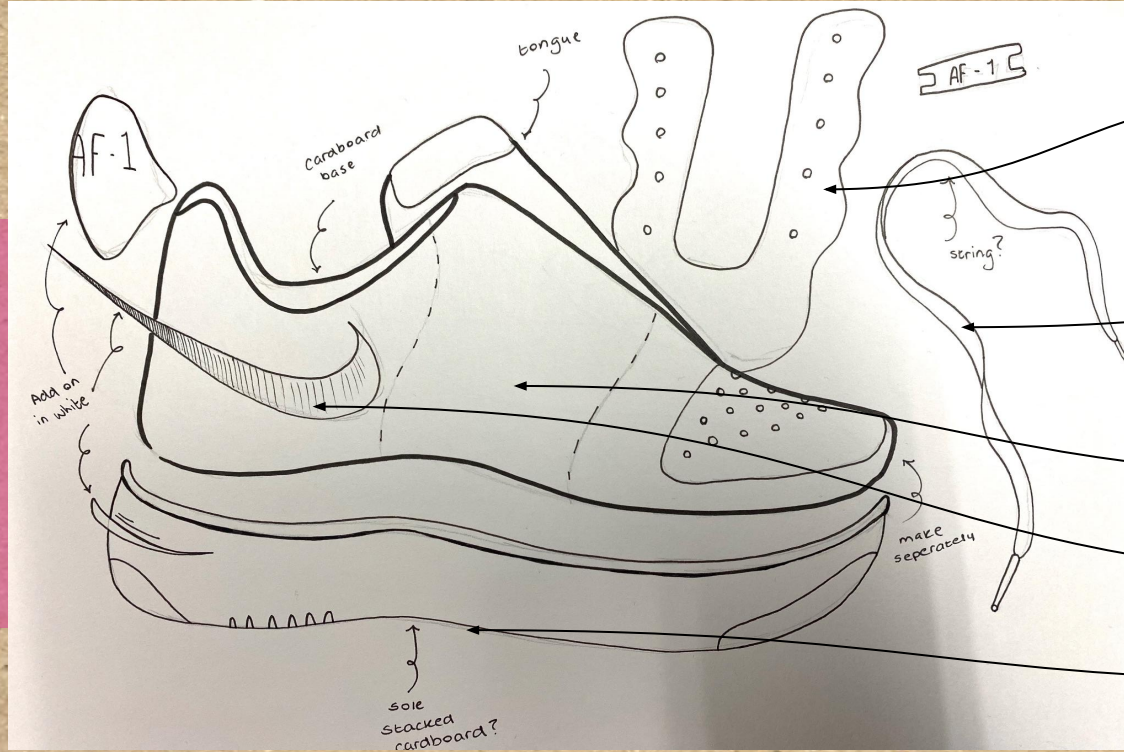 tongue
AF-1
AF-1
cardboard
base
string?
Add on
in white
make
seperately
sole
stacked
cardboard?